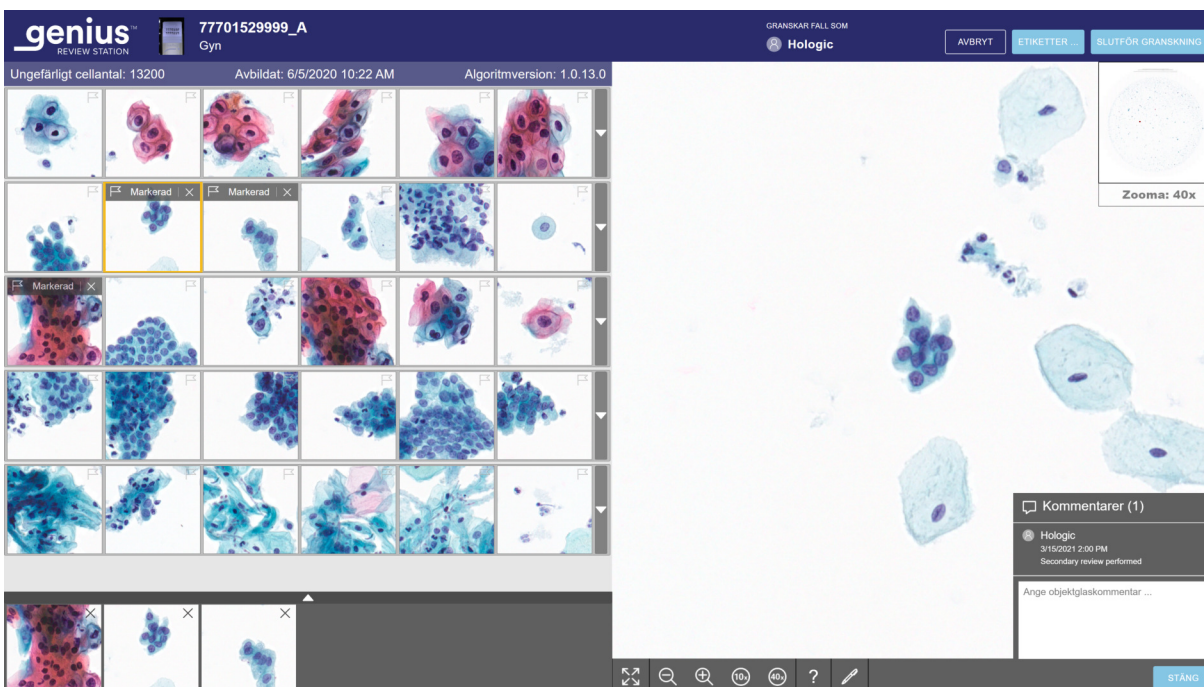 genius™
REVIEW STATION
77701529999_A
Gyn
GRANSKAR FALL SOM
Hologic
AVBRYT
ETIKETTER ...
SLUTFÖR GRANSKNING
Ungefärligt cellantal: 13200
Avbildat: 6/5/2020 10:22 AM
Algoritmversion: 1.0.13.0
Zooma: 40x
Markerad
Markerad
Markerad
Kommentarer (1)
Hologic
3/15/2021 2:00 PM
Secondary review performed
Ange objektglaskommentar ...
10x
40x
?
STÄNG